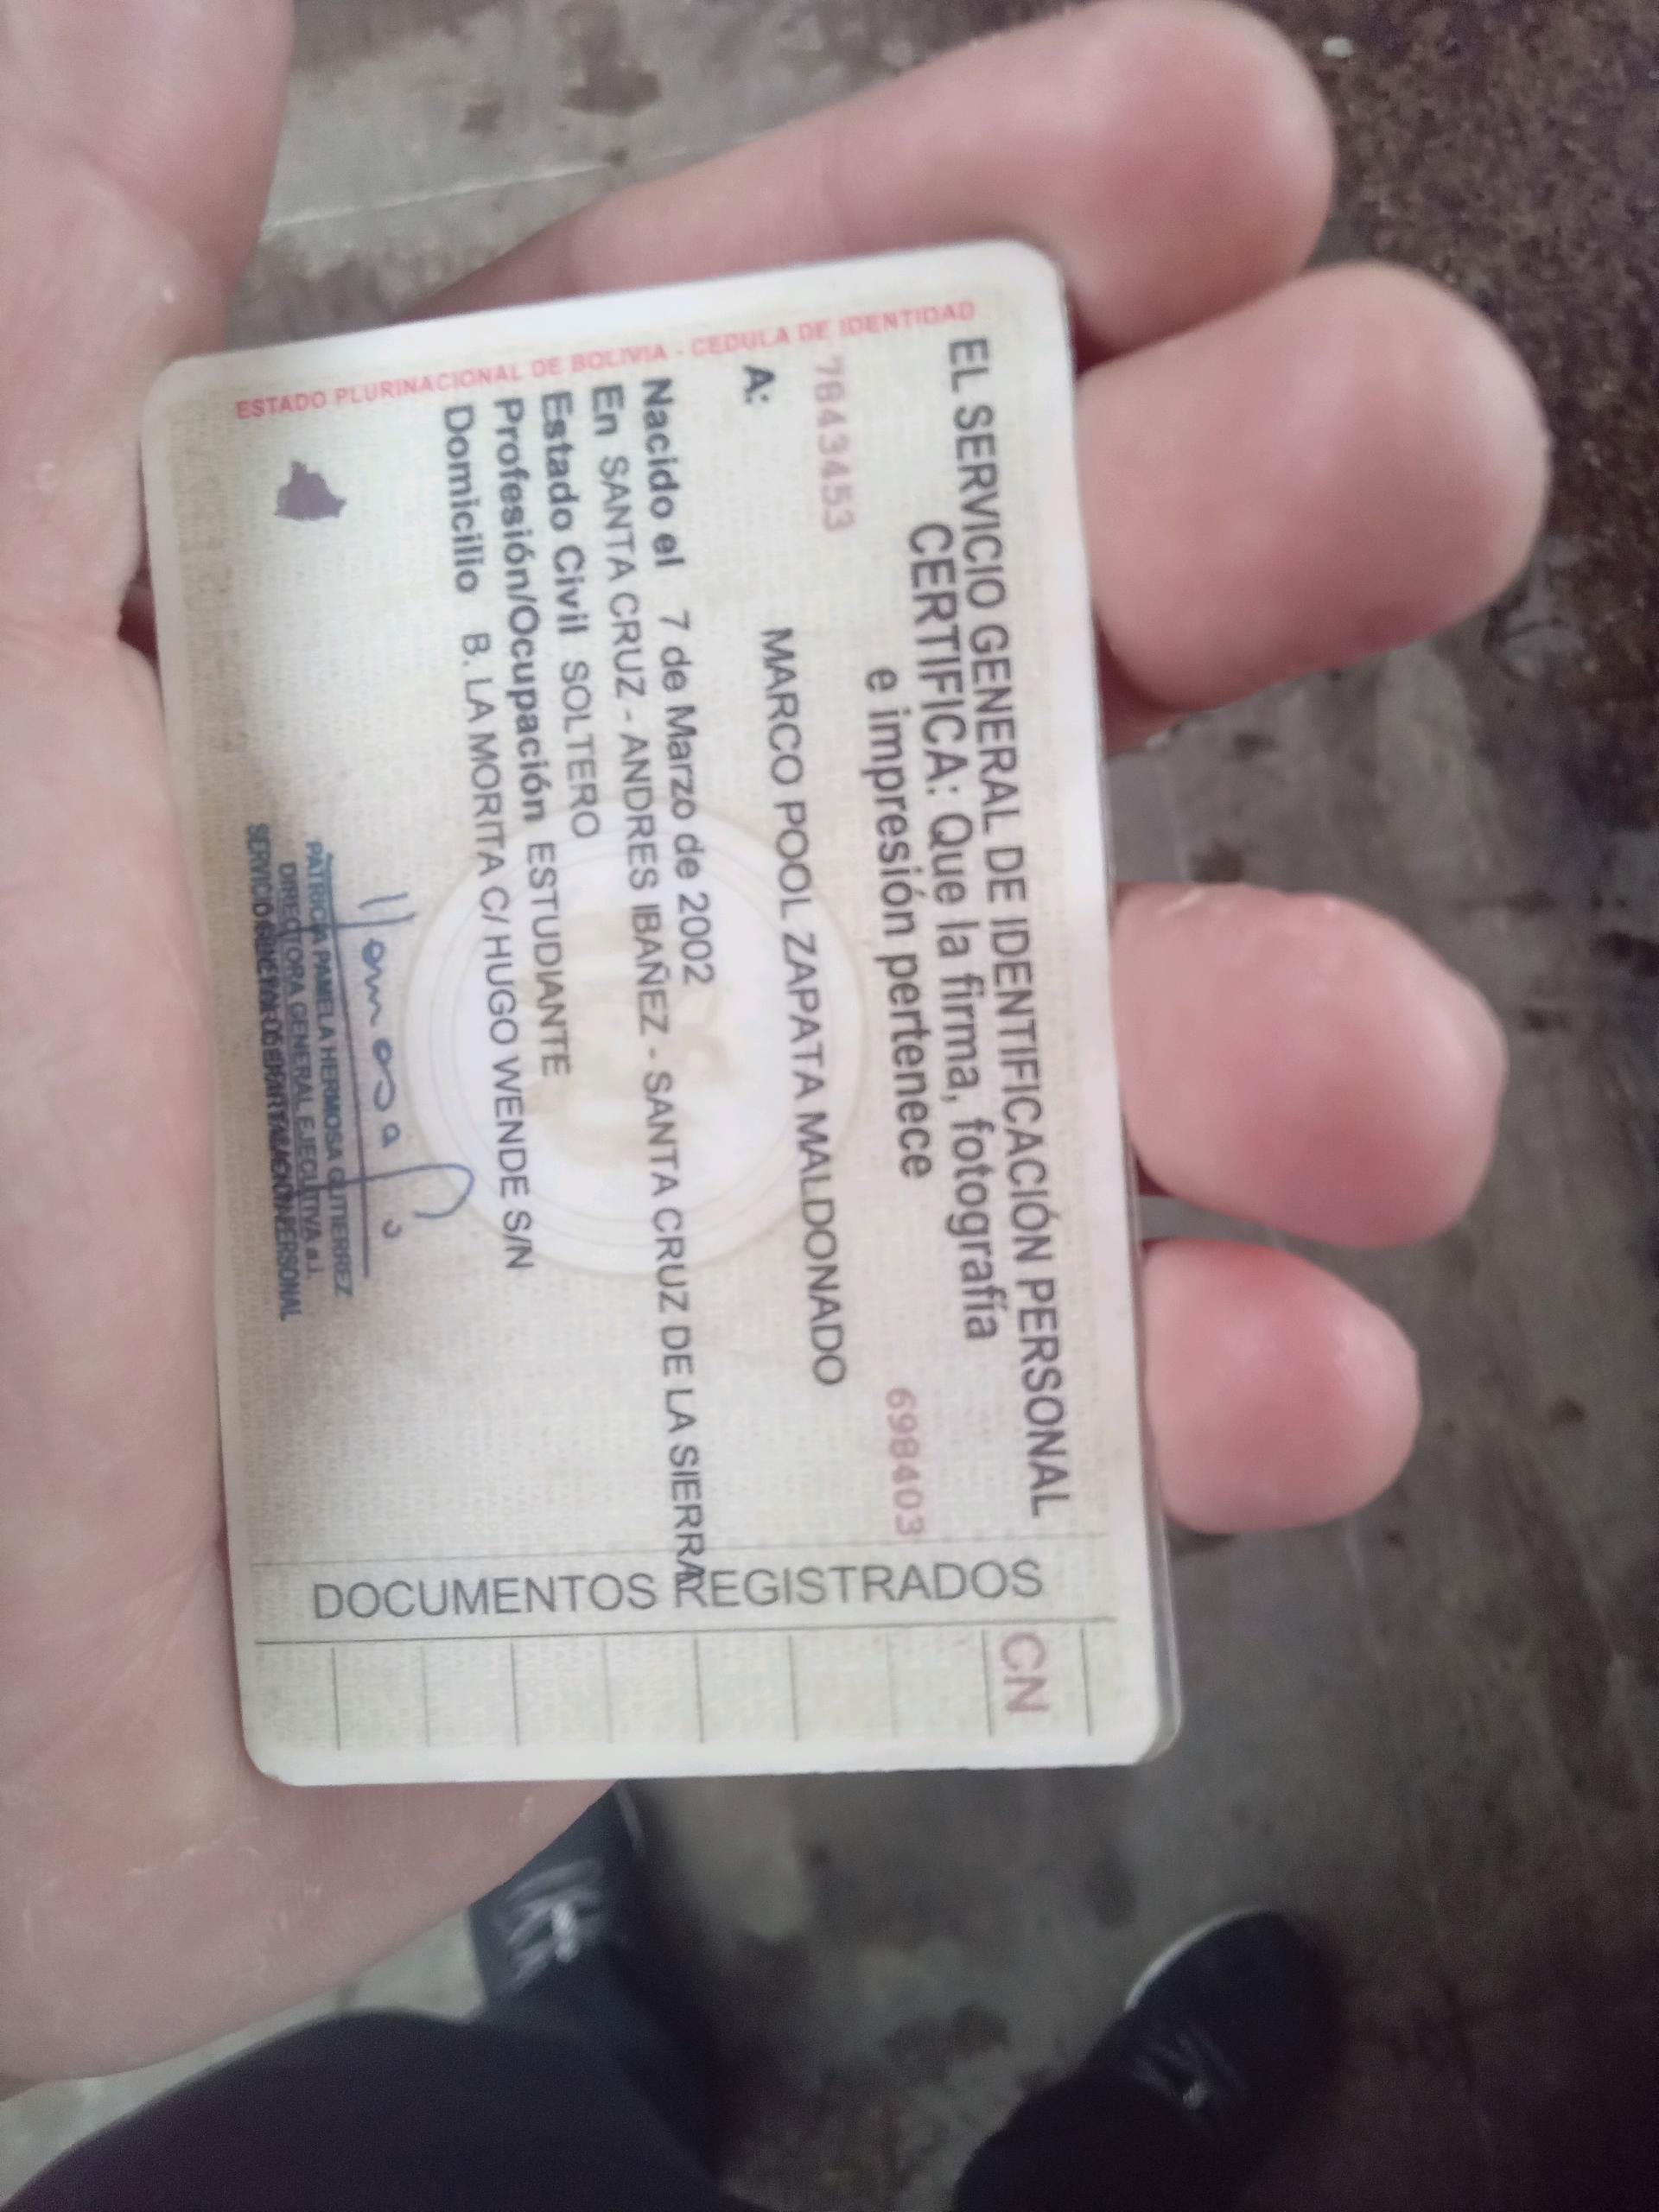 ESTADO PLURINACIONAL DE BOLIVIA - CEDULA DE IDENTIDAD
EL SERVICIO GENERAL DE IDENTIFICACIÓN PERSONAL
CERTIFICA: Que la firma, fotografía
e impresión pertenece
7843453
6984403
A: MARCO POOL ZAPATA MALDONADO
Nacido el 7 de Marzo de 2002
En SANTA CRUZ - ANDRES IBAÑEZ - SANTA CRUZ DE LA SIERRA
Estado Civil SOLTERO
Profesión/Ocupación ESTUDIANTE
Domicilio B. LA MORITA C/ HUGO WENDE S/N
PATRICIA PAMELA HERMOSA GUTIERREZ
DIRECTORA GENERAL EJECUTIVA a.i.
SERVICIO GENERAL DE IDENTIFICACION PERSONAL
DOCUMENTOS REGISTRADOS
CN